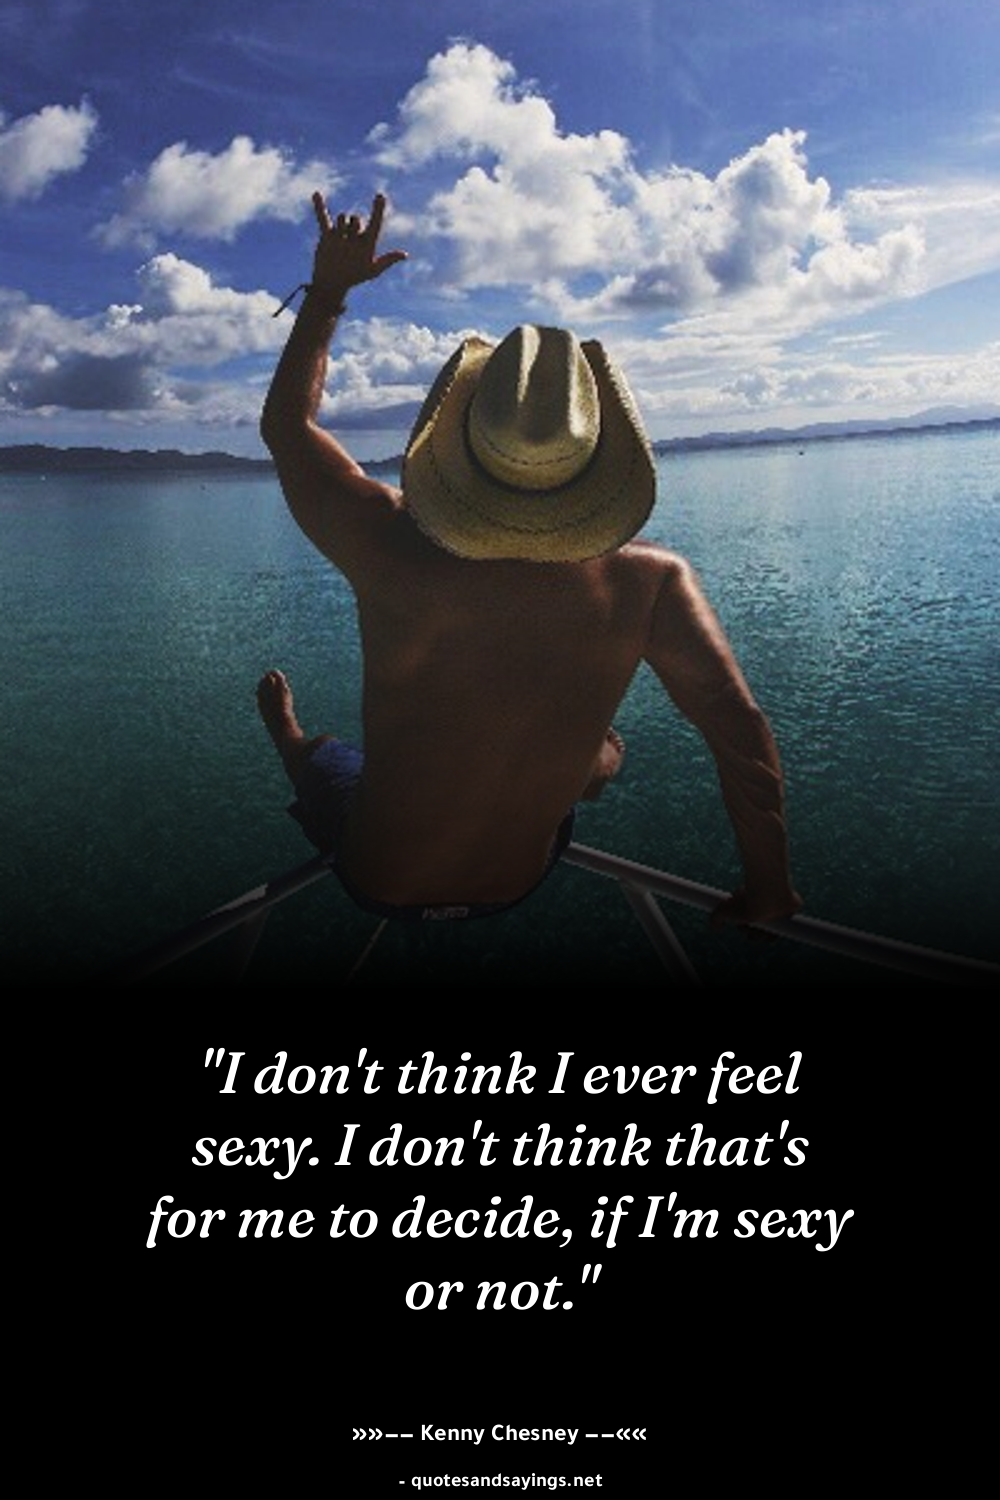 "I don't think I ever feel
sexy. I don't think that's
for me to decide, if I'm sexy
or not."
»»−− Kenny Chesney −−««
- quotesandsayings.net